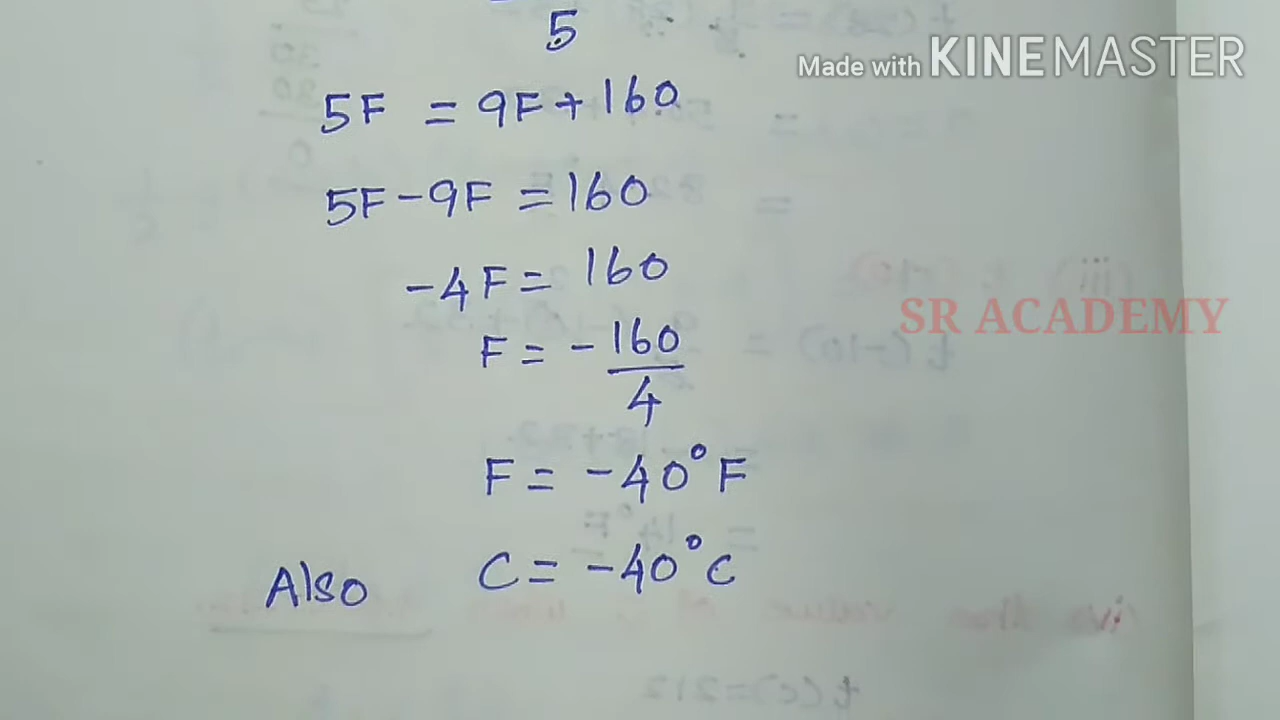 5
Made with KINEMASTER
5F = 9F + 160
5F - 9F = 160
-4F = 160
SR ACADEMY
F = - 160/4
F = -40° F
Also C = -40° C